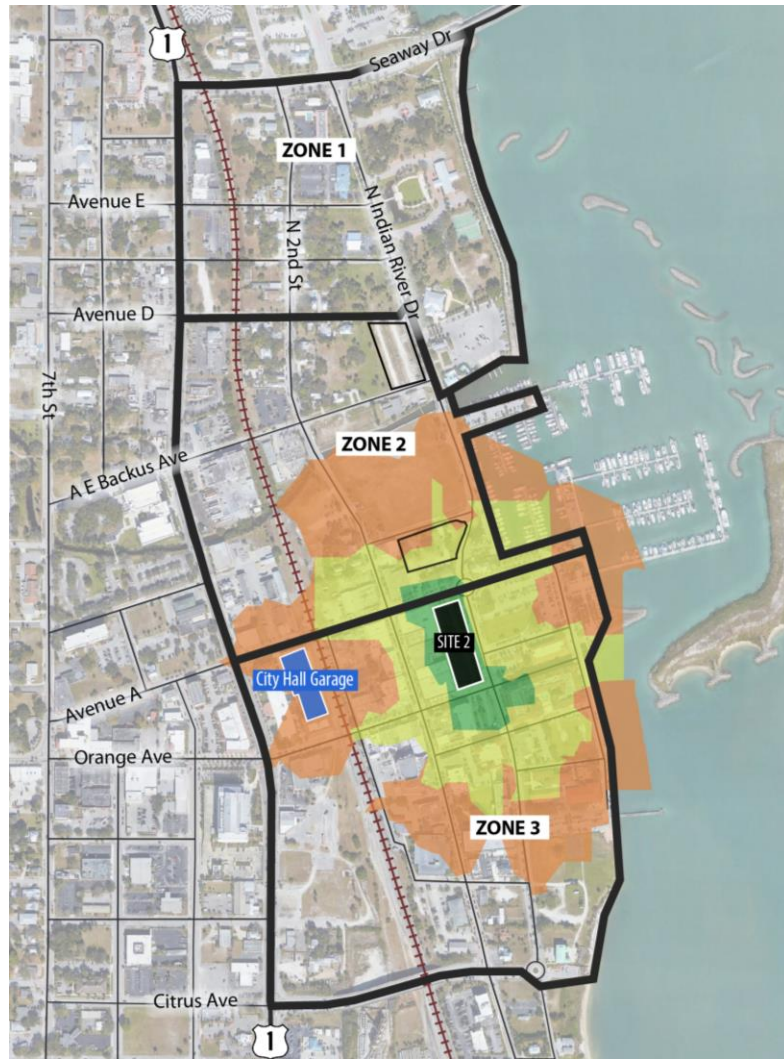 1
Seaway Dr
ZONE 1
Avenue E
N 2nd St
N Indian River Dr
Avenue D
7th St
ZONE 2
A E Backus Ave
SITE 2
City Hall Garage
Avenue A
Orange Ave
ZONE 3
Citrus Ave
1